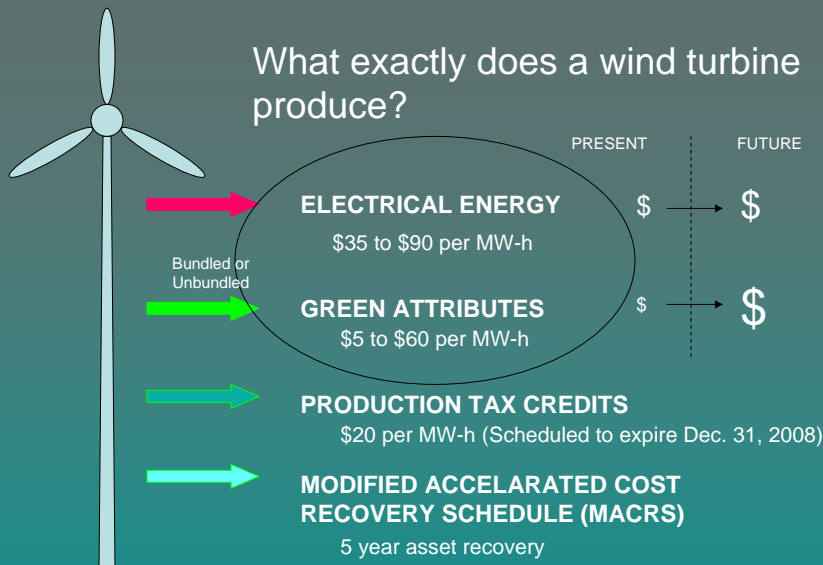 What exactly does a wind turbine
produce?
PRESENT
FUTURE
ELECTRICAL ENERGY
$
$
$35 to $90 per MW-h
Bundled or
Unbundled
GREEN ATTRIBUTES
$
$
$5 to $60 per MW-h
PRODUCTION TAX CREDITS
$20 per MW-h (Scheduled to expire Dec. 31, 2008)
MODIFIED ACCELARATED COST
RECOVERY SCHEDULE (MACRS)
5 year asset recovery